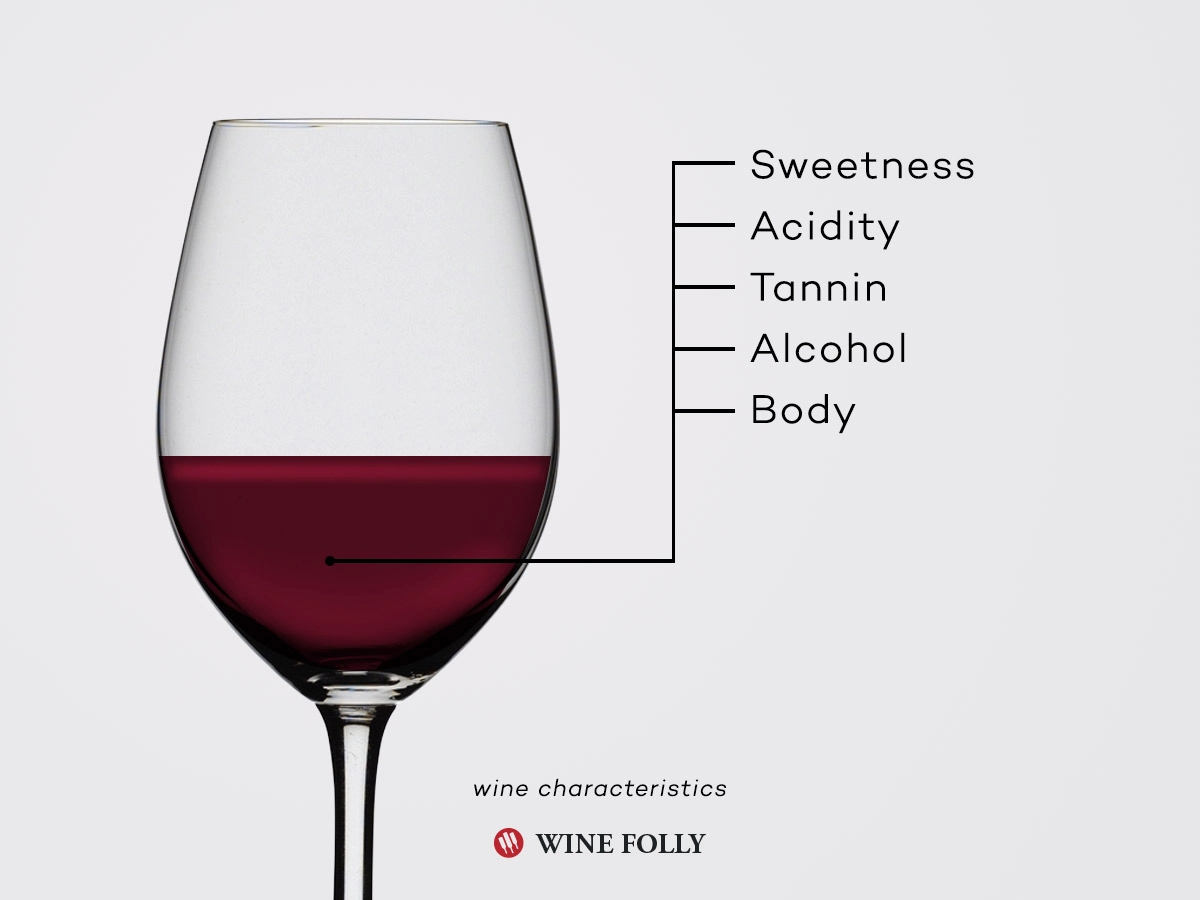 Sweetness
Acidity
Tannin
Alcohol
Body
wine characteristics
WINE FOLLY